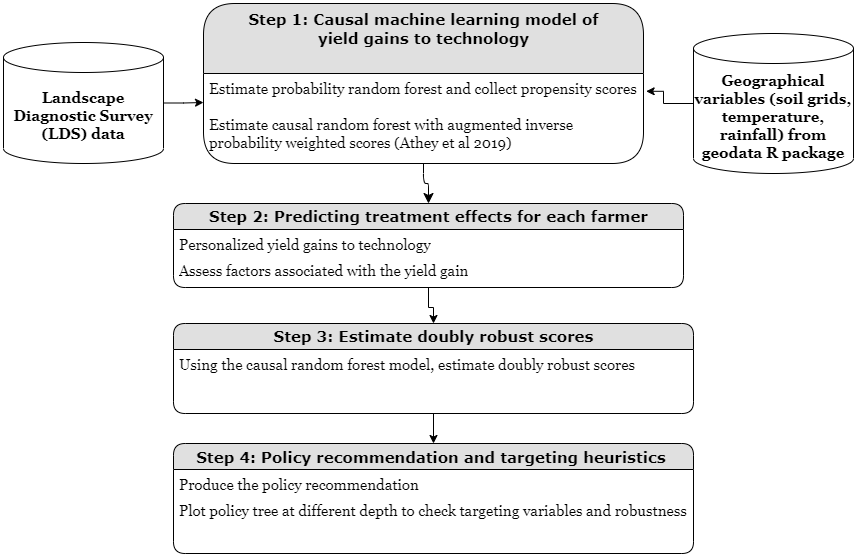 Step 1: Causal machine learning model of
yield gains to technology
Estimate probability random forest and collect propensity scores
Estimate causal random forest with augmented inverse
probability weighted scores (Athey et al 2019)
Landscape
Diagnostic Survey
(LDS) data
Geographical
variables (soil grids,
temperature,
rainfall) from
geodata R package
Step 2: Predicting treatment effects for each farmer
Personalized yield gains to technology
Assess factors associated with the yield gain
Step 3: Estimate doubly robust scores
Using the causal random forest model, estimate doubly robust scores
Step 4: Policy recommendation and targeting heuristics
Produce the policy recommendation
Plot policy tree at different depth to check targeting variables and robustness